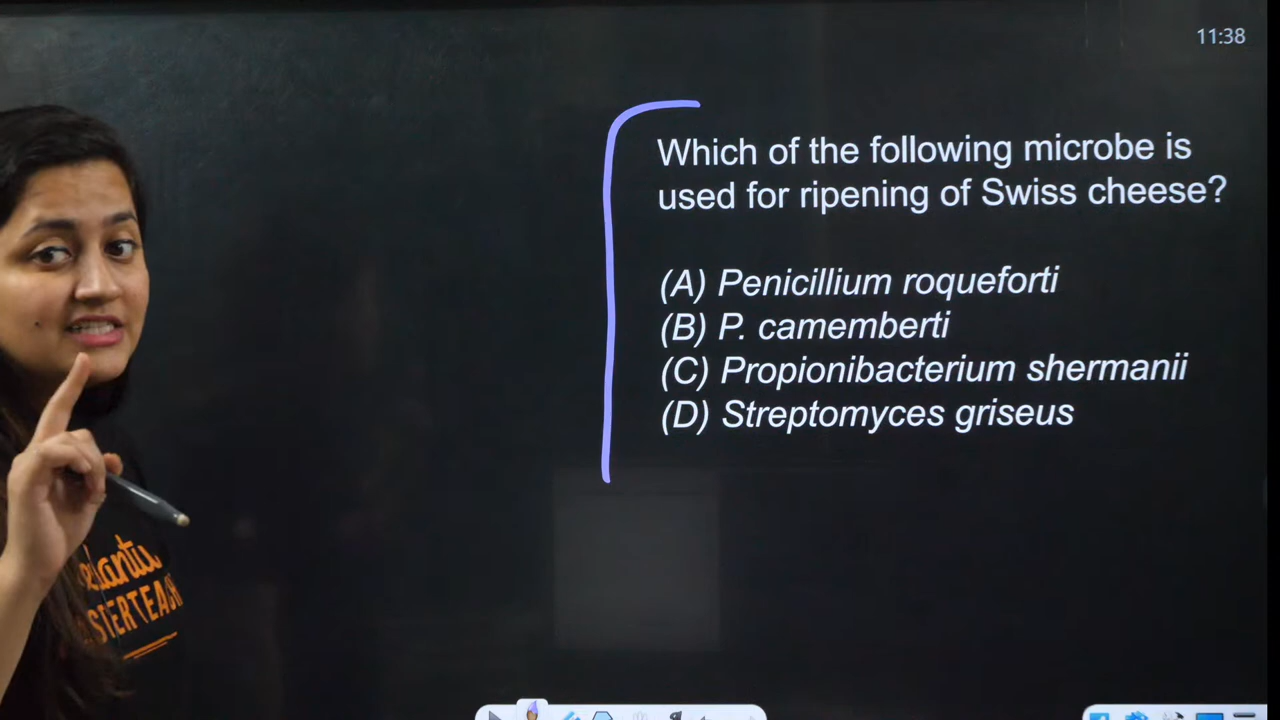 11:38
Which of the following microbe is
used for ripening of Swiss cheese?
(A) Penicillium roqueforti
(B) P. camemberti
(C) Propionibacterium shermanii
(D) Streptomyces griseus